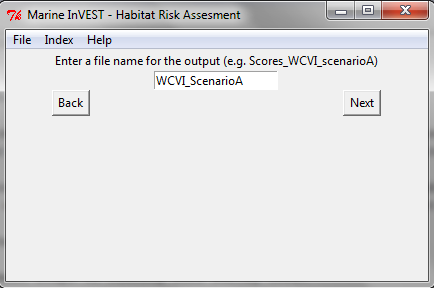 Marine InVEST - Habitat Risk Assesment
File Index Help
Enter a file name for the output (e.g. Scores_WCVI_scenarioA)
WCVI_ScenarioA
Back Next